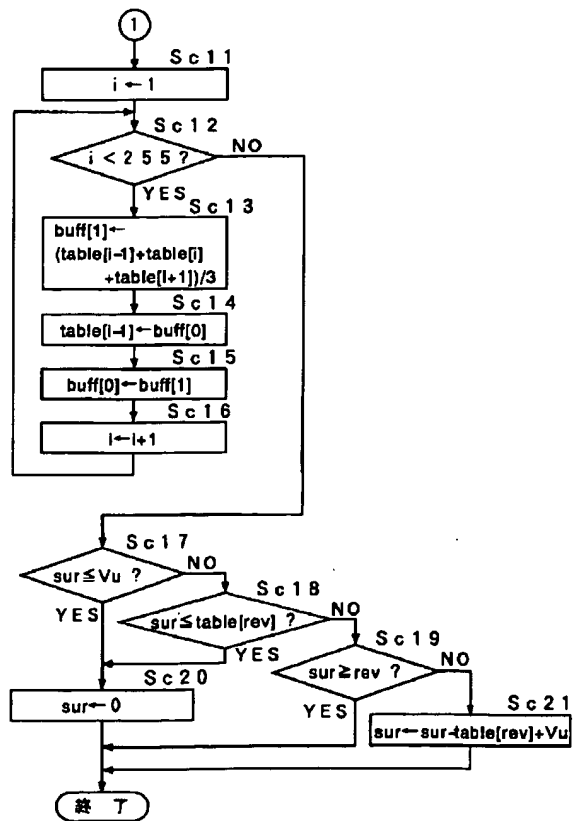 1
Sc11
i←1
Sc12
i<255?
NO
YES
Sc13
buff[1]←
(table[i-1]+table[i]
+table[i+1])/3
Sc14
table[i-1]←buff[0]
Sc15
buff[0]←buff[1]
Sc16
i←i+1
Sc17
sur≦Vu ?
NO
YES
Sc18
sur≦table[rev] ?
NO
YES
Sc19
sur≧rev ?
NO
YES
Sc20
sur←0
Sc21
sur←sur-table[rev]+Vu
終了